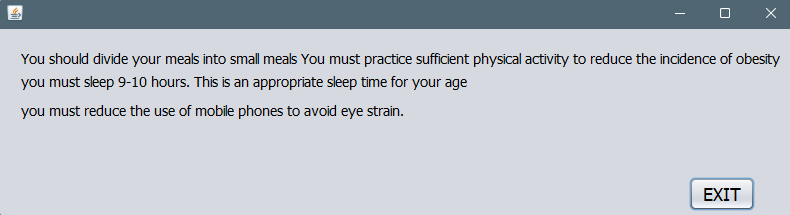 You should divide your meals into small meals You must practice sufficient physical activity to reduce the incidence of obesity
you must sleep 9-10 hours. This is an appropriate sleep time for your age
you must reduce the use of mobile phones to avoid eye strain.
EXIT